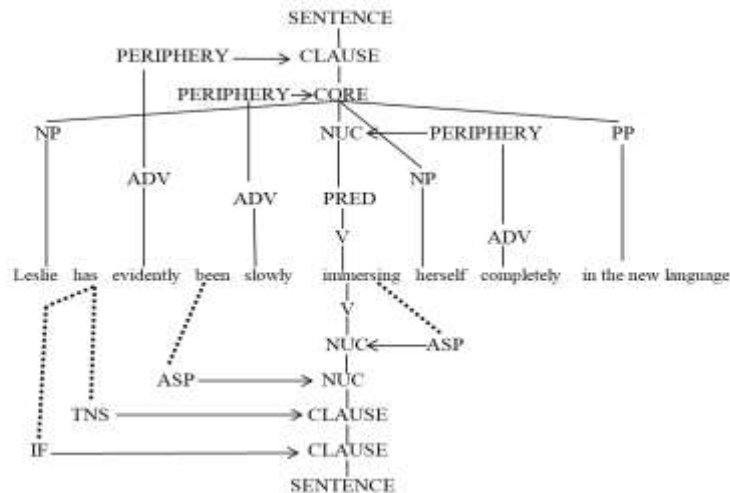 SENTENCE
PERIPHERY CLAUSE
PERIPHERY CORE
NP NUC PERIPHERY PP
ADV NP
ADV PRED
V ADV
Leslie has evidently been slowly immersing herself completely in the new language
V
NUC ASP
ASP NUC
TNS CLAUSE
IF CLAUSE
SENTENCE